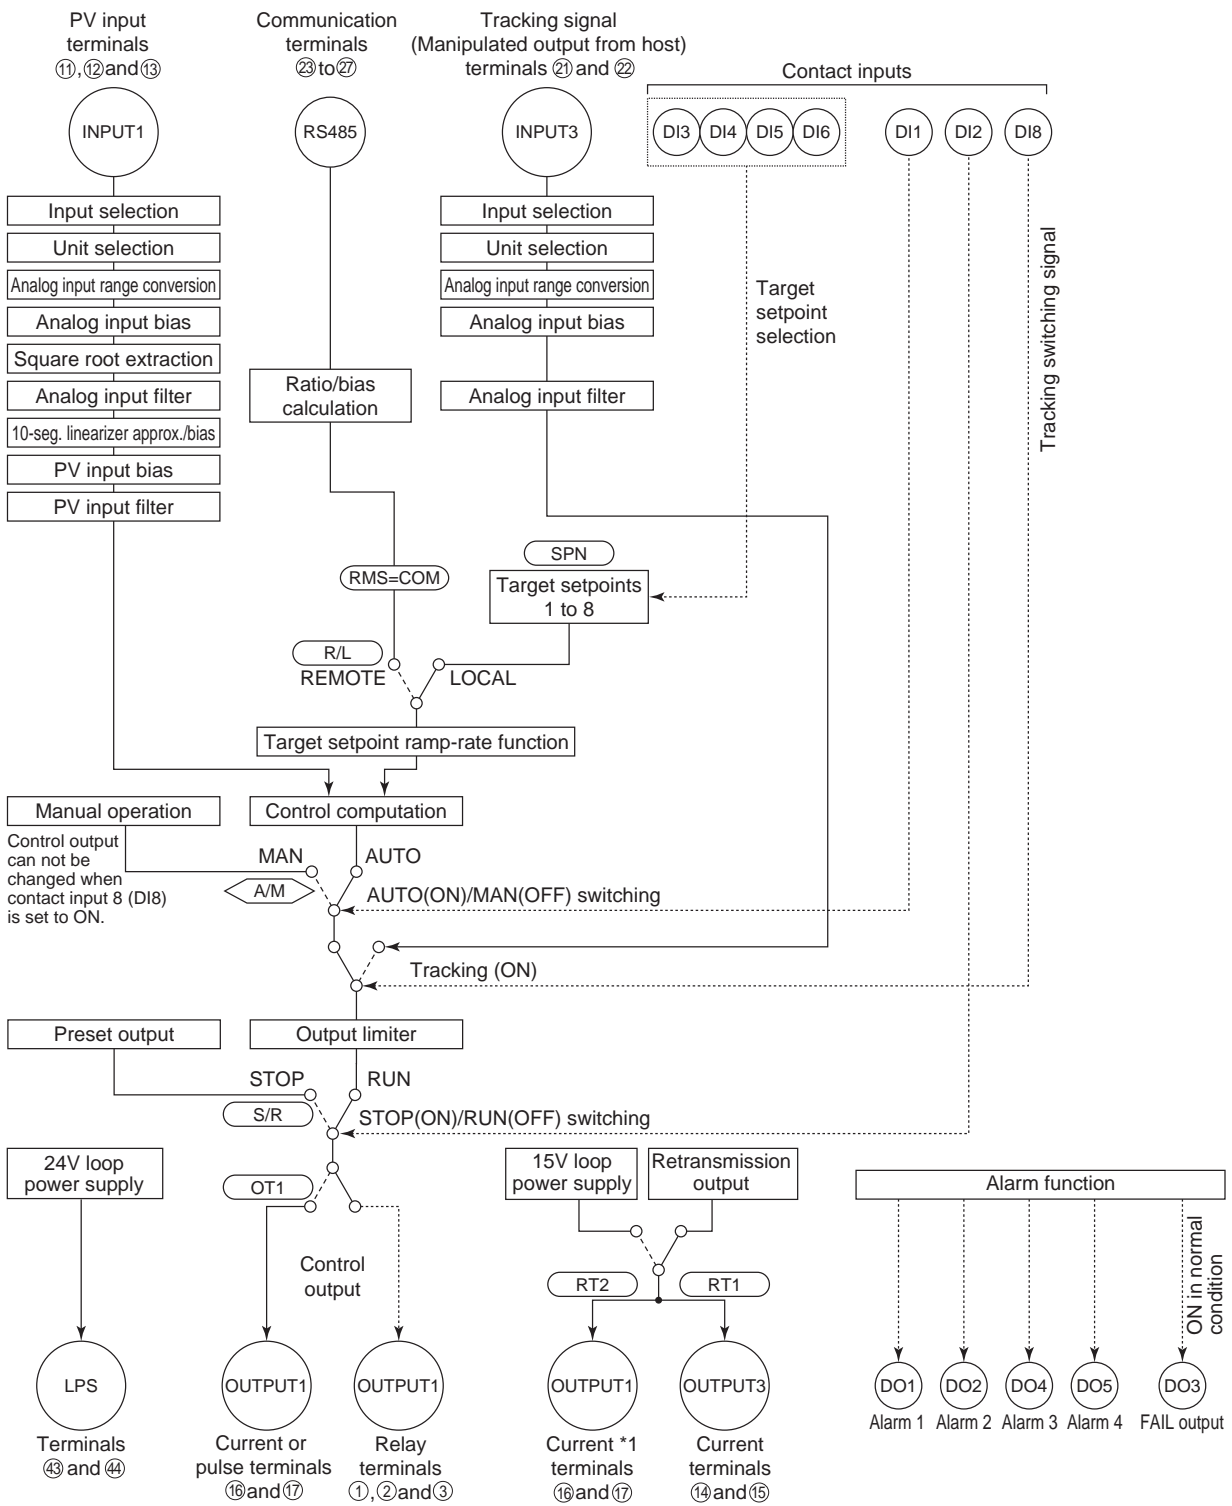 PV input
terminals
⑪,⑫and⑬
Communication
terminals
㉓to㉗
Tracking signal
(Manipulated output from host)
terminals ㉑ and ㉒
Contact inputs
INPUT1
RS485
INPUT3
DI3
DI4
DI5
DI6
DI1
DI2
DI8
Input selection
Unit selection
Analog input range conversion
Analog input bias
Square root extraction
Analog input filter
10-seg. linearizer approx./bias
PV input bias
PV input filter
Ratio/bias
calculation
Input selection
Unit selection
Analog input range conversion
Analog input bias
Analog input filter
Target
setpoint
selection
Tracking switching signal
RMS=COM
SPN
Target setpoints
1 to 8
R/L
REMOTE
LOCAL
Target setpoint ramp-rate function
Manual operation
Control computation
Control output
can not be
changed when
contact input 8 (DI8)
is set to ON.
MAN
AUTO
A/M
AUTO(ON)/MAN(OFF) switching
Tracking (ON)
Preset output
Output limiter
STOP
RUN
S/R
STOP(ON)/RUN(OFF) switching
24V loop
power supply
OT1
Control
output
15V loop
power supply
Retransmission
output
RT2
RT1
Alarm function
ON in normal
condition
LPS
OUTPUT1
OUTPUT1
OUTPUT1
OUTPUT3
DO1
DO2
DO4
DO5
DO3
Alarm 1
Alarm 2
Alarm 3
Alarm 4
FAIL output
Terminals
㊸ and ㊹
Current or
pulse terminals
⑯and⑰
Relay
terminals
①,②and③
Current *1
terminals
⑯and⑰
Current
terminals
⑭and⑮